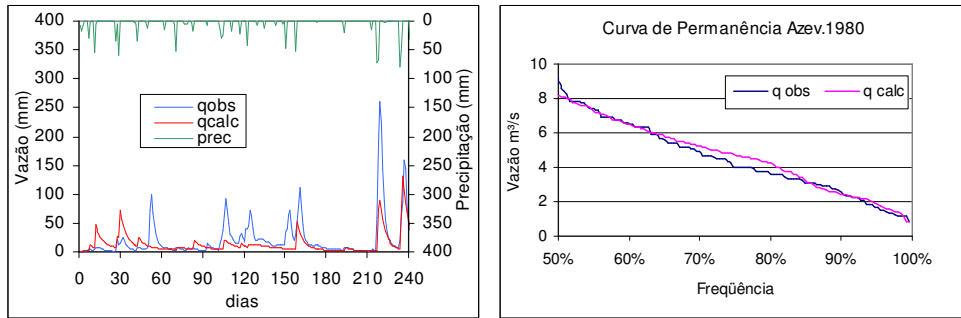 400
350
300
250
200
150
100
50
0
Vazão (mm)
qobs
qcalc
prec
0
50
100
150
200
250
300
350
400
Precipitação (mm)
0 30 60 90 120 150 180 210 240
dias
Curva de Permanência Azev.1980
10
8
6
4
2
0
Vazão m³/s
q obs q calc
50% 60% 70% 80% 90% 100%
Freqüência